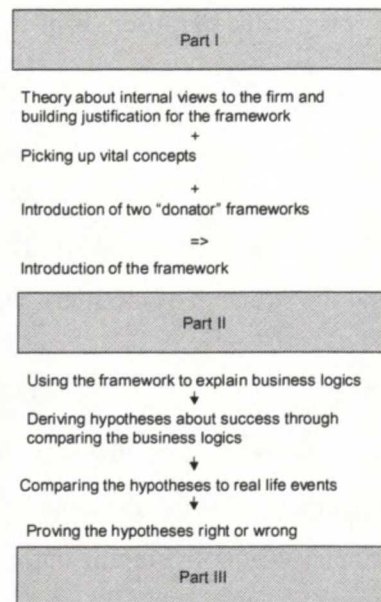 Part I
Theory about internal views to the firm and
building justification for the framework
+
Picking up vital concepts
+
Introduction of two "donator" frameworks
=>
Introduction of the framework
Part II
Using the framework to explain business logics
Deriving hypotheses about success through
comparing the business logics
Comparing the hypotheses to real life events
Proving the hypotheses right or wrong
Part III